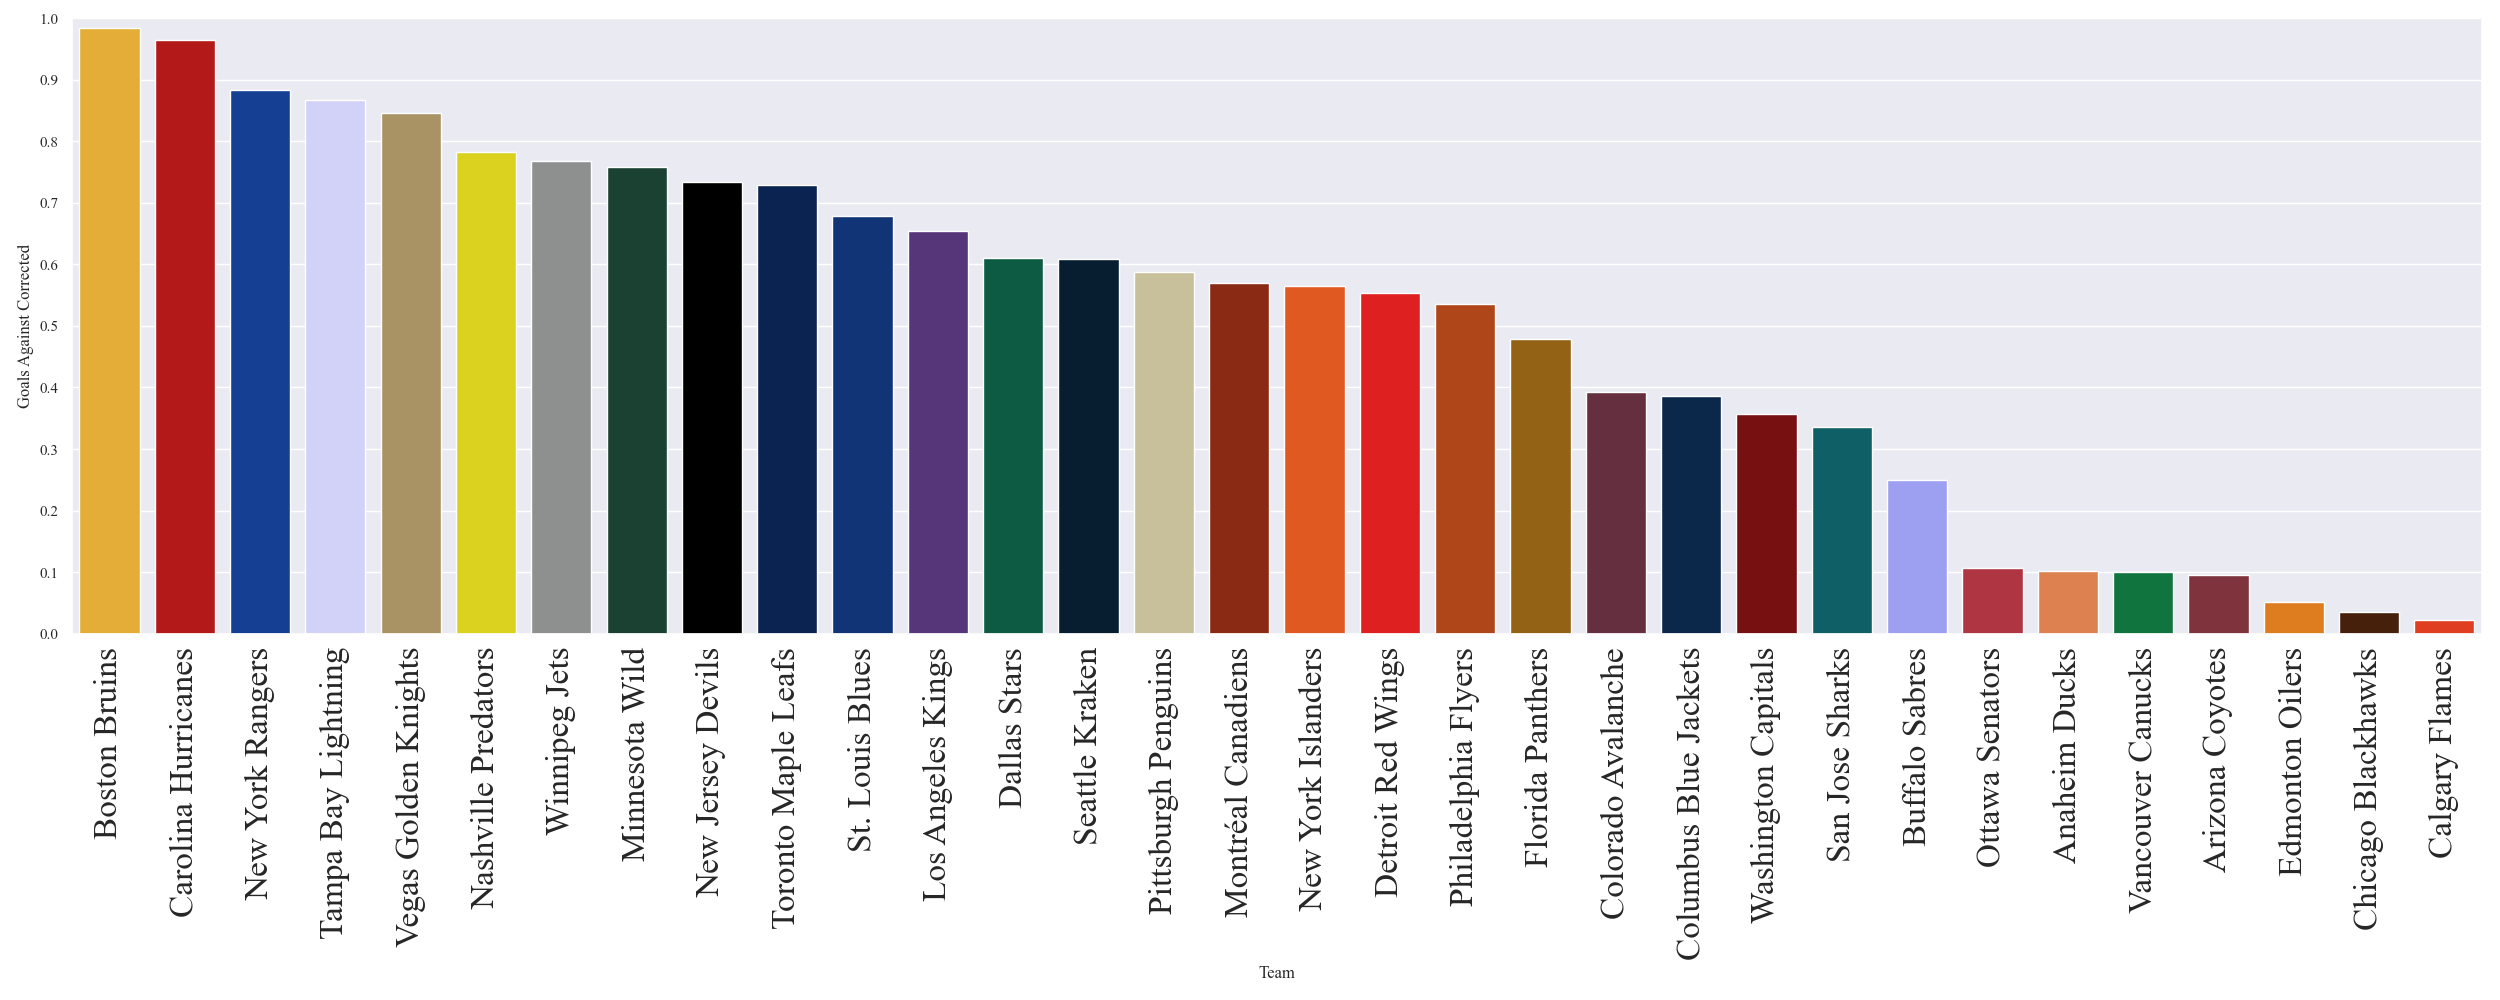 1.0
0.9
0.8
0.7
0.6
0.5
0.4
0.3
0.2
0.1
0.0
Goals Against Corrected
Boston Bruins
Carolina Hurricanes
New York Rangers
Tampa Bay Lightning
Vegas Golden Knights
Nashville Predators
Winnipeg Jets
Minnesota Wild
New Jersey Devils
Toronto Maple Leafs
St. Louis Blues
Los Angeles Kings
Dallas Stars
Seattle Kraken
Pittsburgh Penguins
Montréal Canadiens
New York Islanders
Detroit Red Wings
Philadelphia Flyers
Florida Panthers
Colorado Avalanche
Columbus Blue Jackets
Washington Capitals
San Jose Sharks
Buffalo Sabres
Ottawa Senators
Anaheim Ducks
Vancouver Canucks
Arizona Coyotes
Edmonton Oilers
Chicago Blackhawks
Calgary Flames
Team